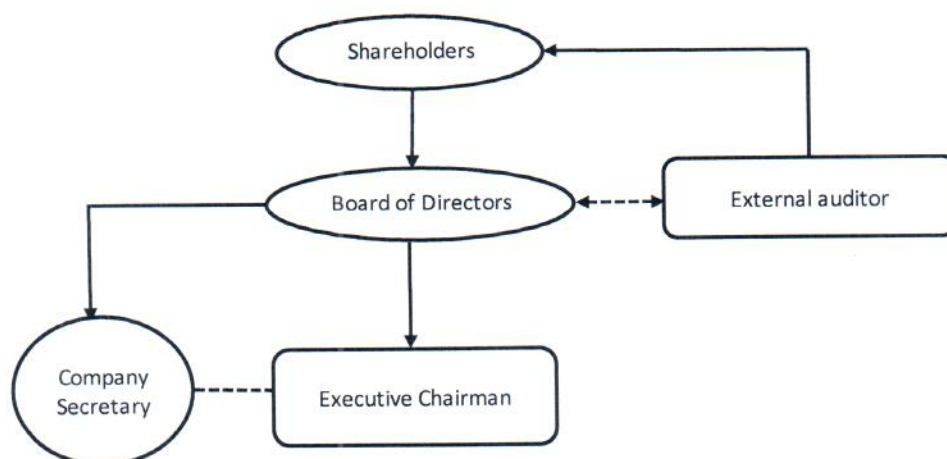 Shareholders
Board of Directors
External auditor
Company
Secretary
Executive Chairman